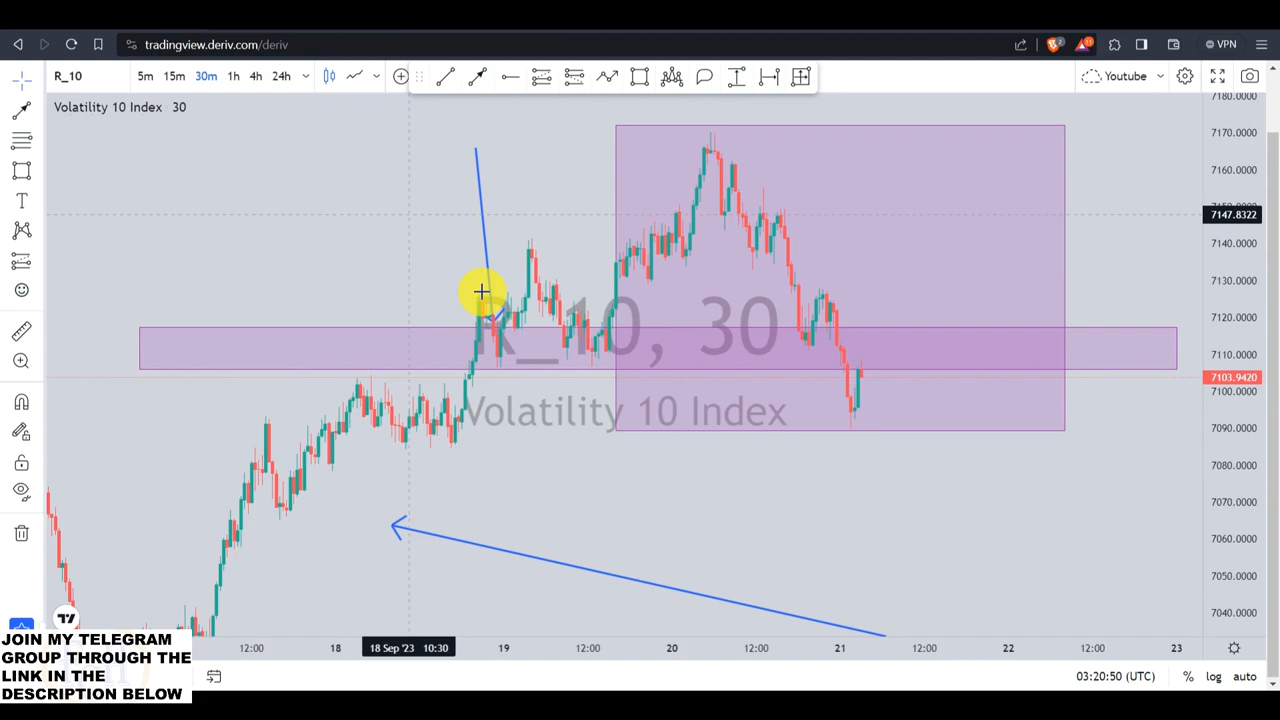 tradingview.deriv.com/deriv
2
11
VPN
R_10
5m 15m 30m 1h 4h 24h
Youtube
Volatility 10 Index 30
7180.0000
7170.0000
7160.0000
7147.8322
7140.0000
7130.0000
7120.0000
7110.0000
7103.9420
7100.0000
7090.0000
7080.0000
7070.0000
7060.0000
7050.0000
7040.0000
R_10, 30
Volatility 10 Index
12:00 18 18 Sep '23 10:30 19 12:00 20 12:00 21 12:00 22 12:00 23
JOIN MY TELEGRAM
GROUP THROUGH THE
LINK IN THE
DESCRIPTION BELOW
03:20:50 (UTC) % log auto